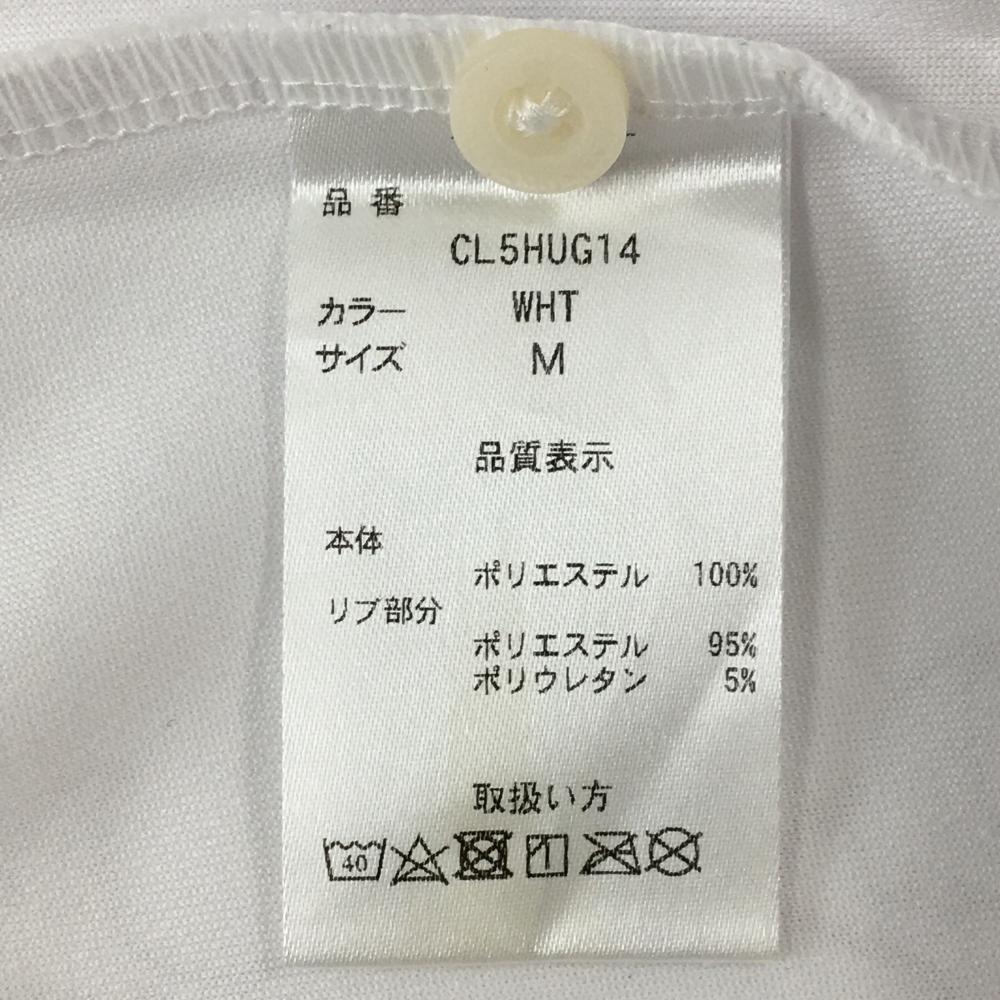 品番
CL5HUG14
カラー WHT
サイズ M
品質表示
本体
ポリエステル 100%
リブ部分
ポリエステル 95%
ポリウレタン 5%
取扱い方
40